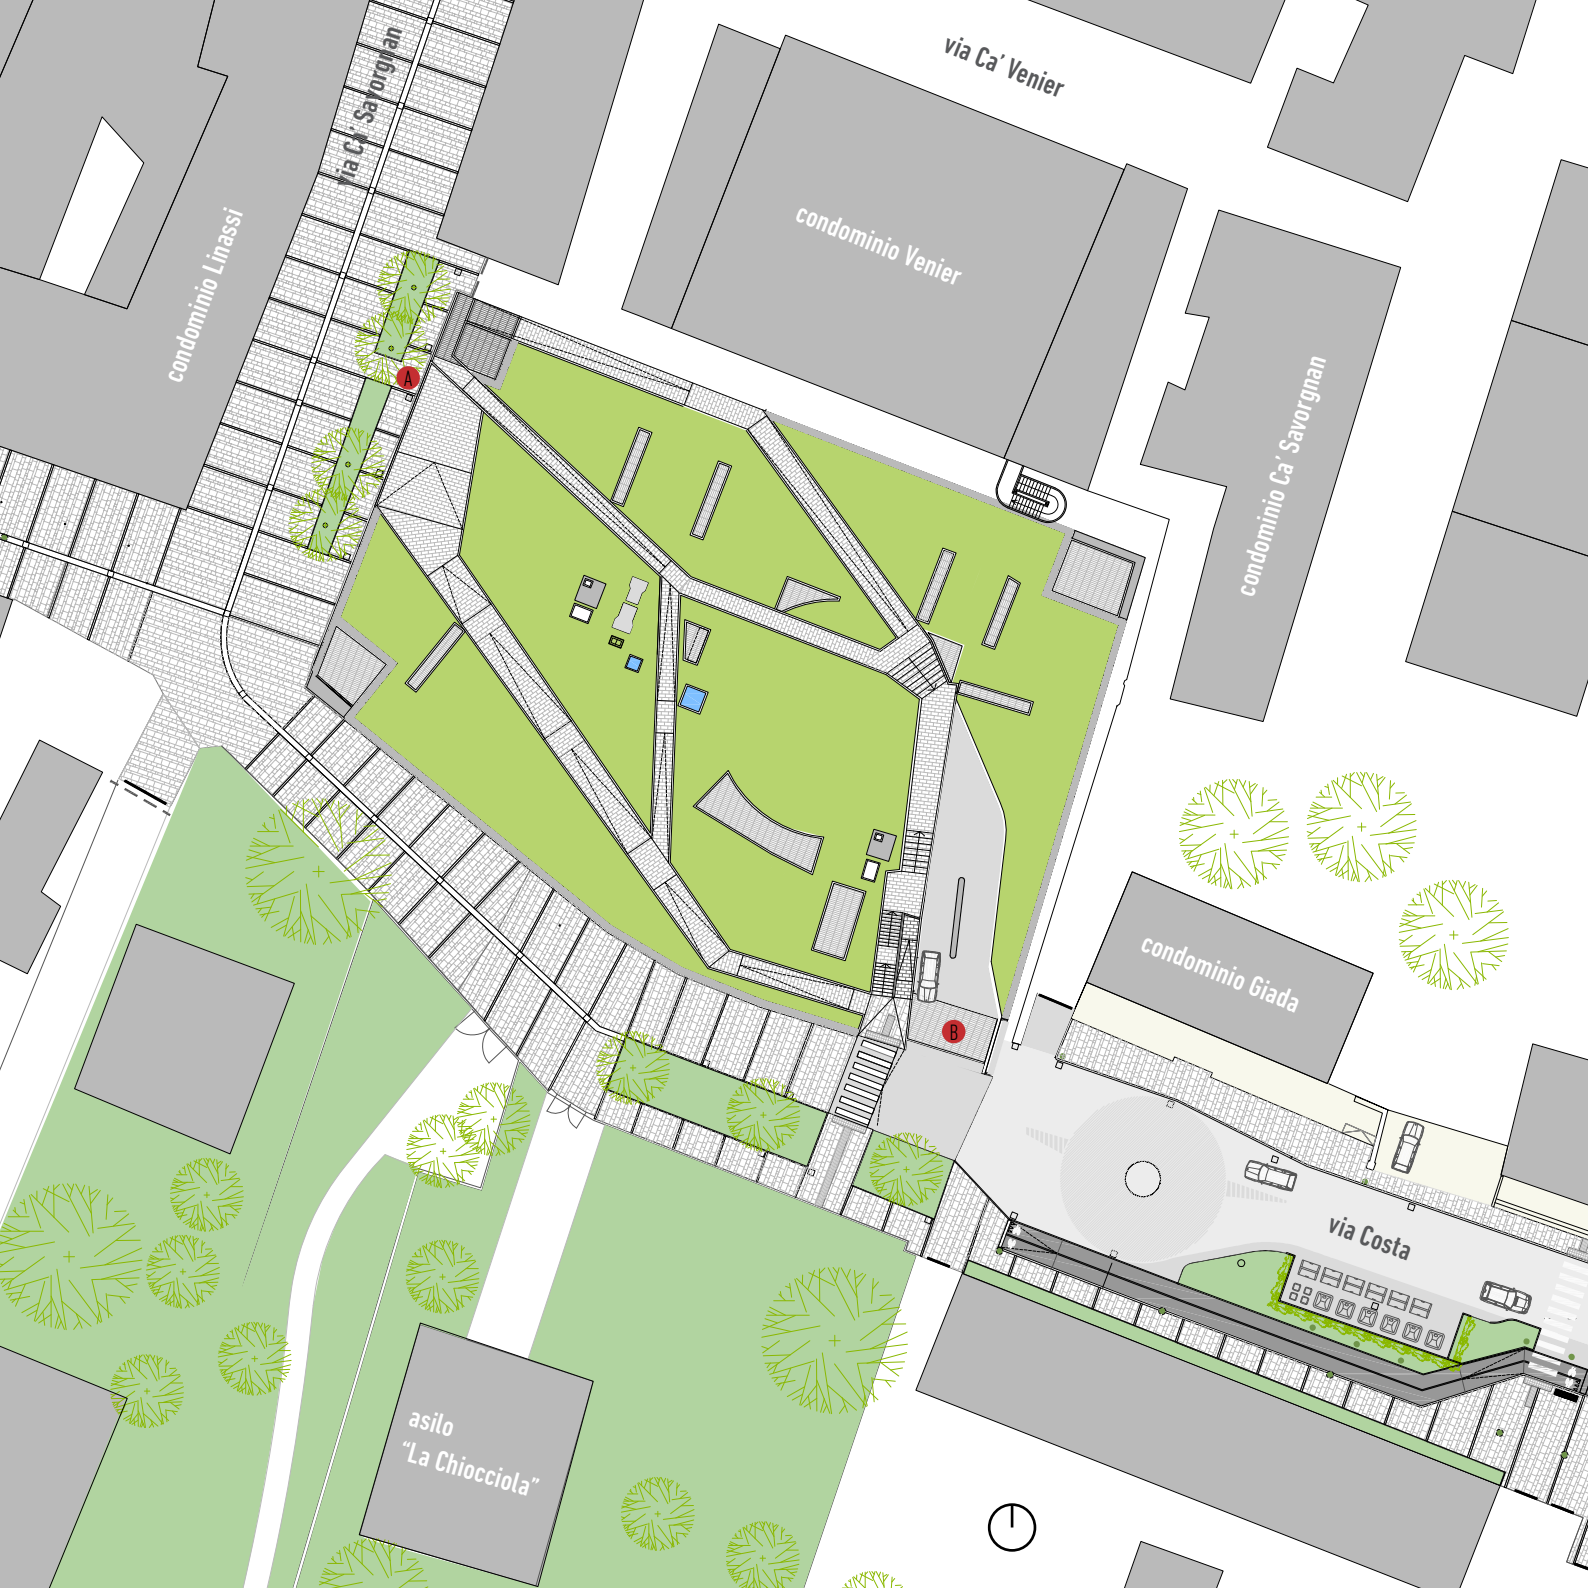 via Ca’ Savorgnan
via Ca’ Venier
condominio Linassi
condominio Venier
condominio Ca’ Savorgnan
A
condominio Giada
B
via Costa
asilo
“La Chiocciola”